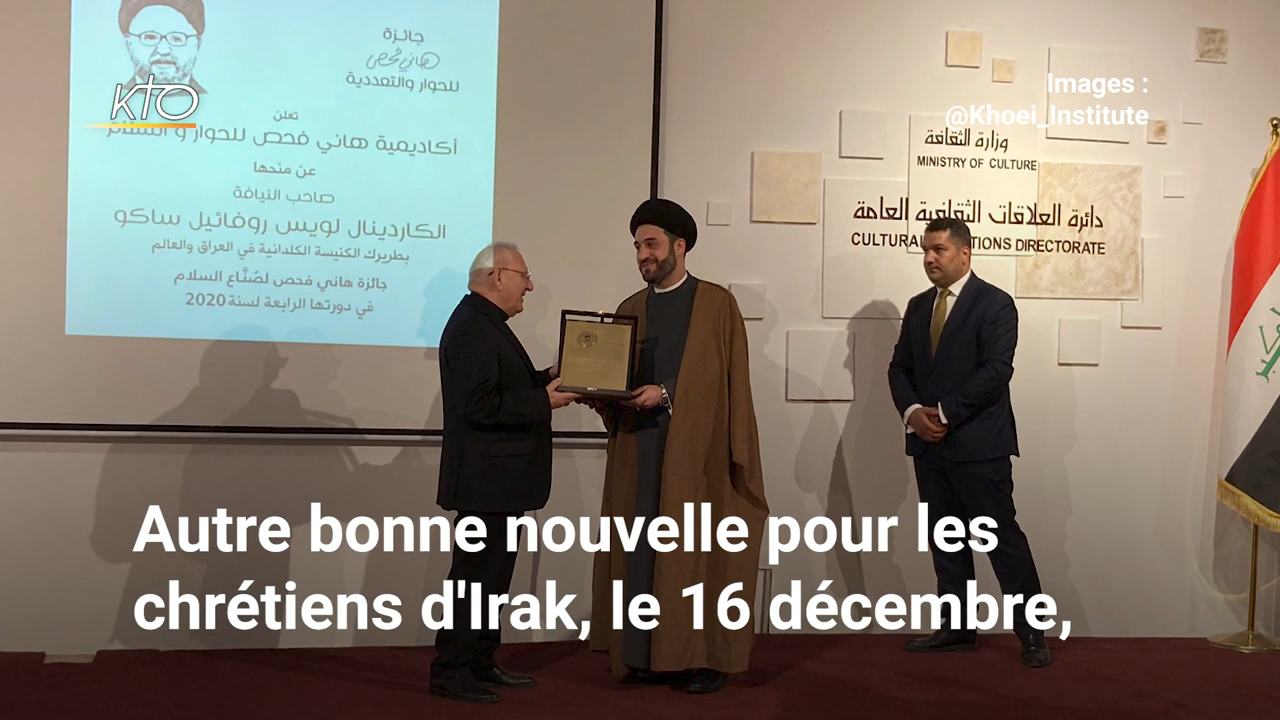 جائزة
هاني فحص
للحوار والتعددية
KTO
تعلن
أكاديمية هاني فحص للحوار و السلام
عن منحها
صاحب النيافة
الكاردينال لويس روفائيل ساكو
بطريرك الكنيسة الكلدانية في العراق والعالم
جائزة هاني فحص لصُنَّاع السلام
في دورتها الرابعة لسنة 2020
Images :
@Khoei_Institute
وزارة الثقافة
MINISTRY OF CULTURE
دائرة العلاقات الثقافية العامة
CULTURAL DIRECTORATE
Autre bonne nouvelle pour les
chrétiens d'Irak, le 16 décembre,